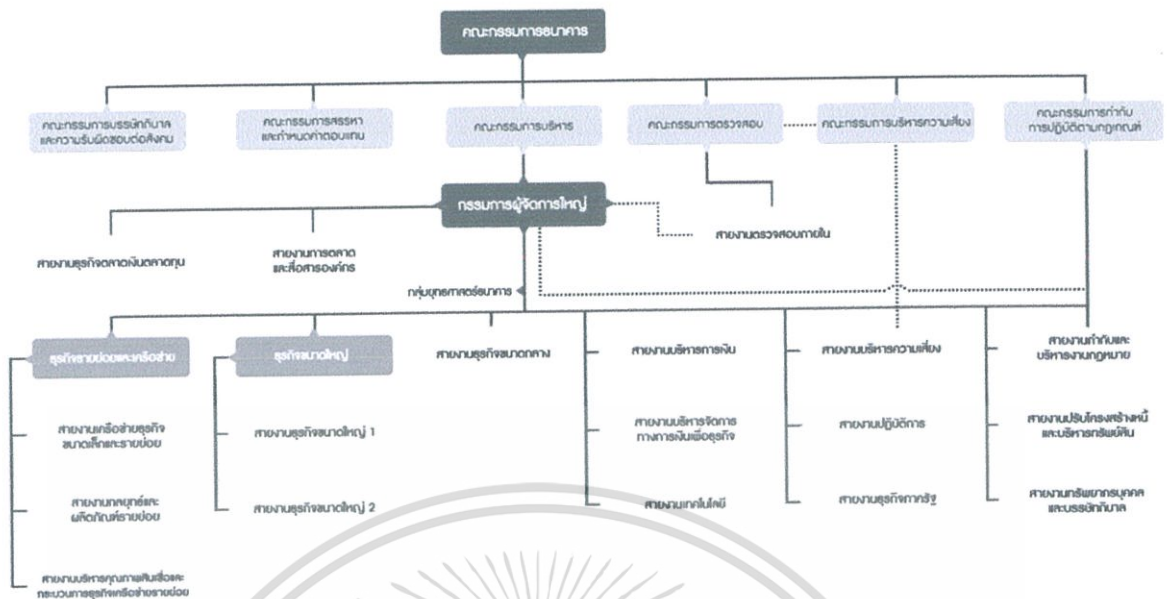 คณะกรรมการธนาคาร
คณะกรรมการบรรษัทภิบาล
และความรับผิดชอบต่อสังคม
คณะกรรมการสรรหา
และกำหนดค่าตอบแทน
คณะกรรมการบริหาร
คณะกรรมการตรวจสอบ
คณะกรรมการบริหารความเสี่ยง
คณะกรรมการกำกับ
การปฏิบัติตามกฎเกณฑ์
กรรมการผู้จัดการใหญ่
สายงานธุรกิจตลาดเงินตลาดทุน
สายงานการตลาด
และสื่อสารองค์กร
สายงานตรวจสอบภายใน
กลุ่มยุทธศาสตร์ธนาคาร
ธุรกิจรายย่อยและเครือข่าย
ธุรกิจขนาดใหญ่
สายงานธุรกิจขนาดกลาง
สายงานบริหารการเงิน
สายงานบริหารความเสี่ยง
สายงานกำกับและ
บริหารงานกฎหมาย
สายงานเครือข่ายธุรกิจ
ขนาดเล็กและรายย่อย
สายงานธุรกิจขนาดใหญ่ 1
สายงานบริหารจัดการ
ทางการเงินเพื่อธุรกิจ
สายงานปฏิบัติการ
สายงานปรับโครงสร้างหนี้
และบริหารทรัพย์สิน
สายงานกลยุทธ์และ
ผลิตภัณฑ์รายย่อย
สายงานธุรกิจขนาดใหญ่ 2
สายงานเทคโนโลยี
สายงานธุรกิจภาครัฐ
สายงานทรัพยากรบุคคล
และบรรษัทภิบาล
สายงานบริหารคุณภาพสินเชื่อและ
กระบวนการธุรกิจเครือข่ายรายย่อย